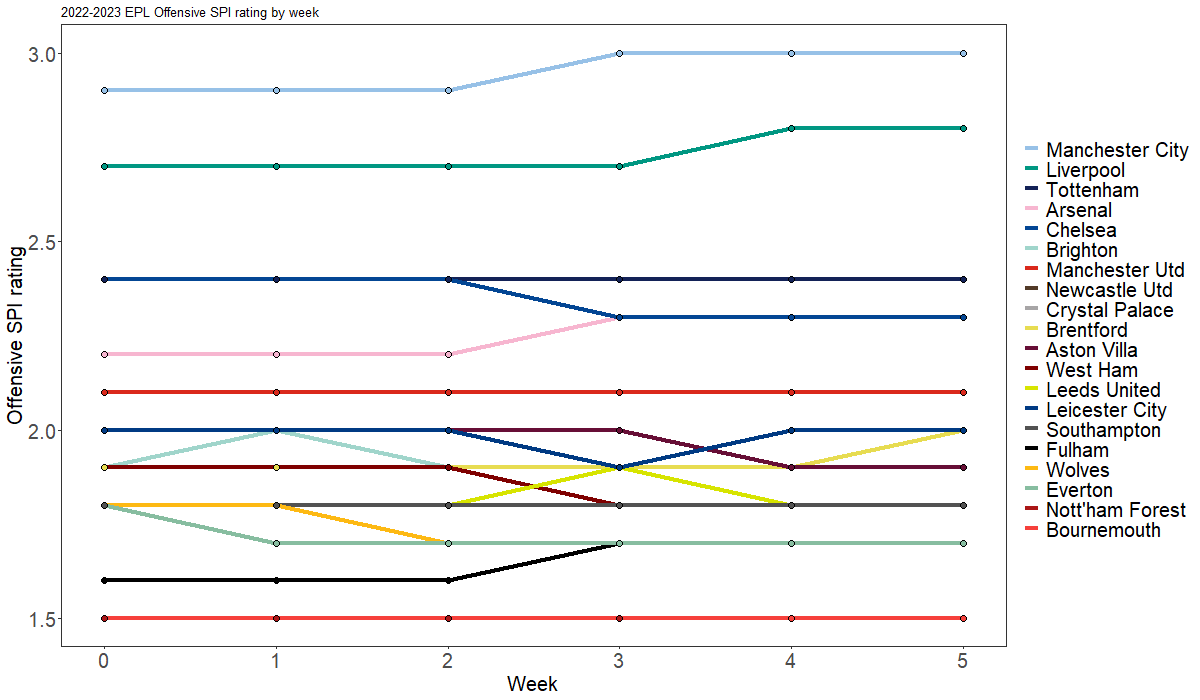 2022-2023 EPL Offensive SPI rating by week
Offensive SPI rating
3.0
2.5
2.0
1.5
0 1 2 3 4 5
Week
Manchester City
Liverpool
Tottenham
Arsenal
Chelsea
Brighton
Manchester Utd
Newcastle Utd
Crystal Palace
Brentford
Aston Villa
West Ham
Leeds United
Leicester City
Southampton
Fulham
Wolves
Everton
Nott'ham Forest
Bournemouth